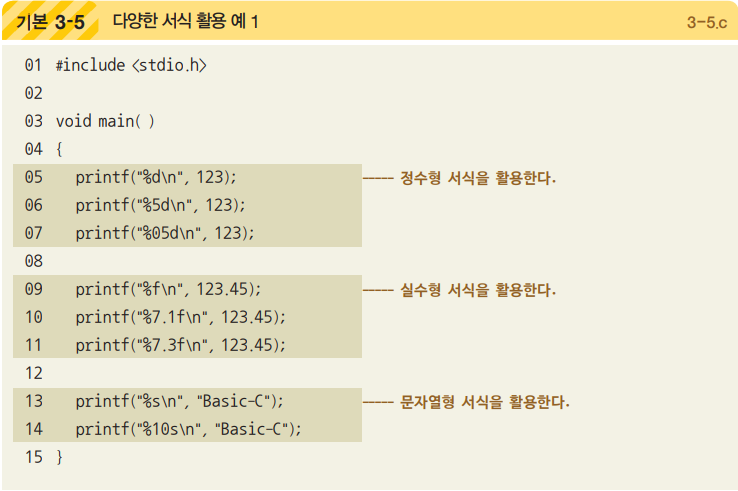 기본 3-5 다양한 서식 활용 예 1 3-5.c
01 #include <stdio.h>
02
03 void main( )
04 {
05 printf("%d\n", 123); ----- 정수형 서식을 활용한다.
06 printf("%5d\n", 123);
07 printf("%05d\n", 123);
08
09 printf("%f\n", 123.45); ----- 실수형 서식을 활용한다.
10 printf("%7.1f\n", 123.45);
11 printf("%7.3f\n", 123.45);
12
13 printf("%s\n", "Basic-C"); ----- 문자열형 서식을 활용한다.
14 printf("%10s\n", "Basic-C");
15 }